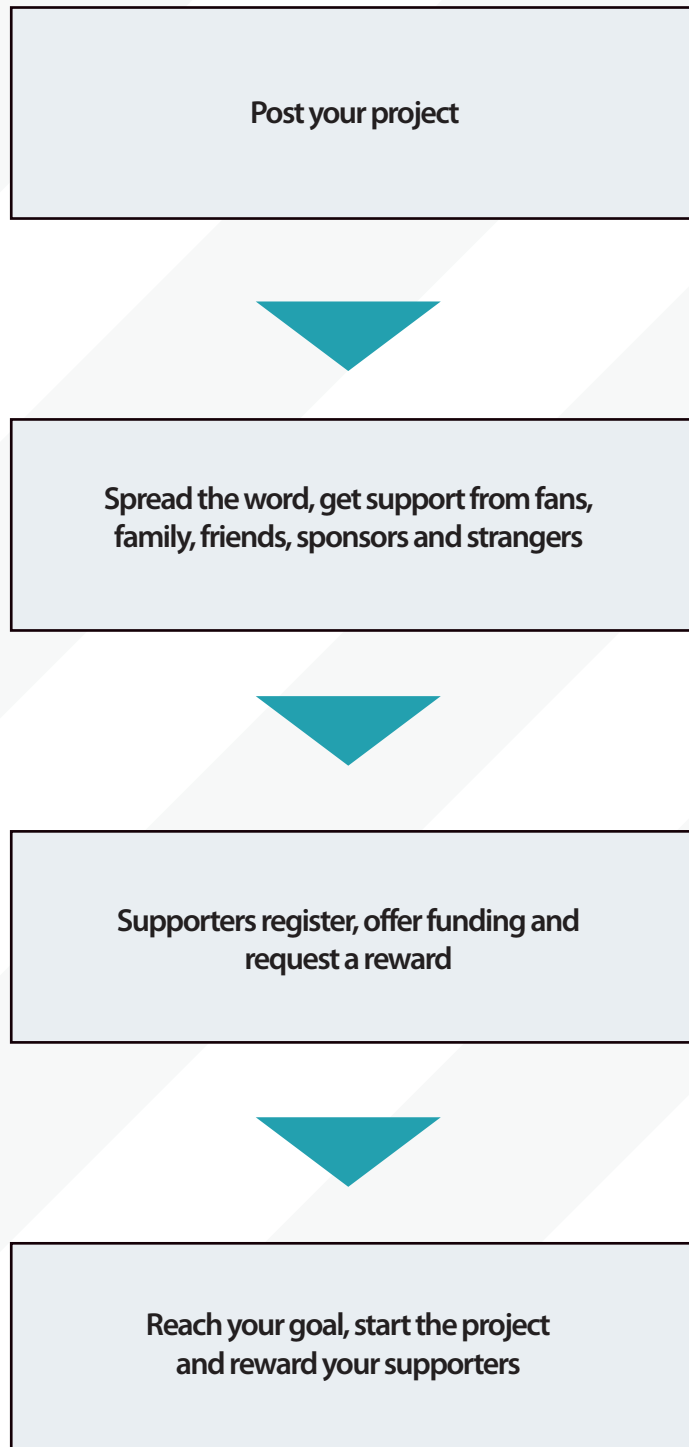 Post your project
Spread the word, get support from fans,
family, friends, sponsors and strangers
Supporters register, offer funding and
request a reward
Reach your goal, start the project
and reward your supporters